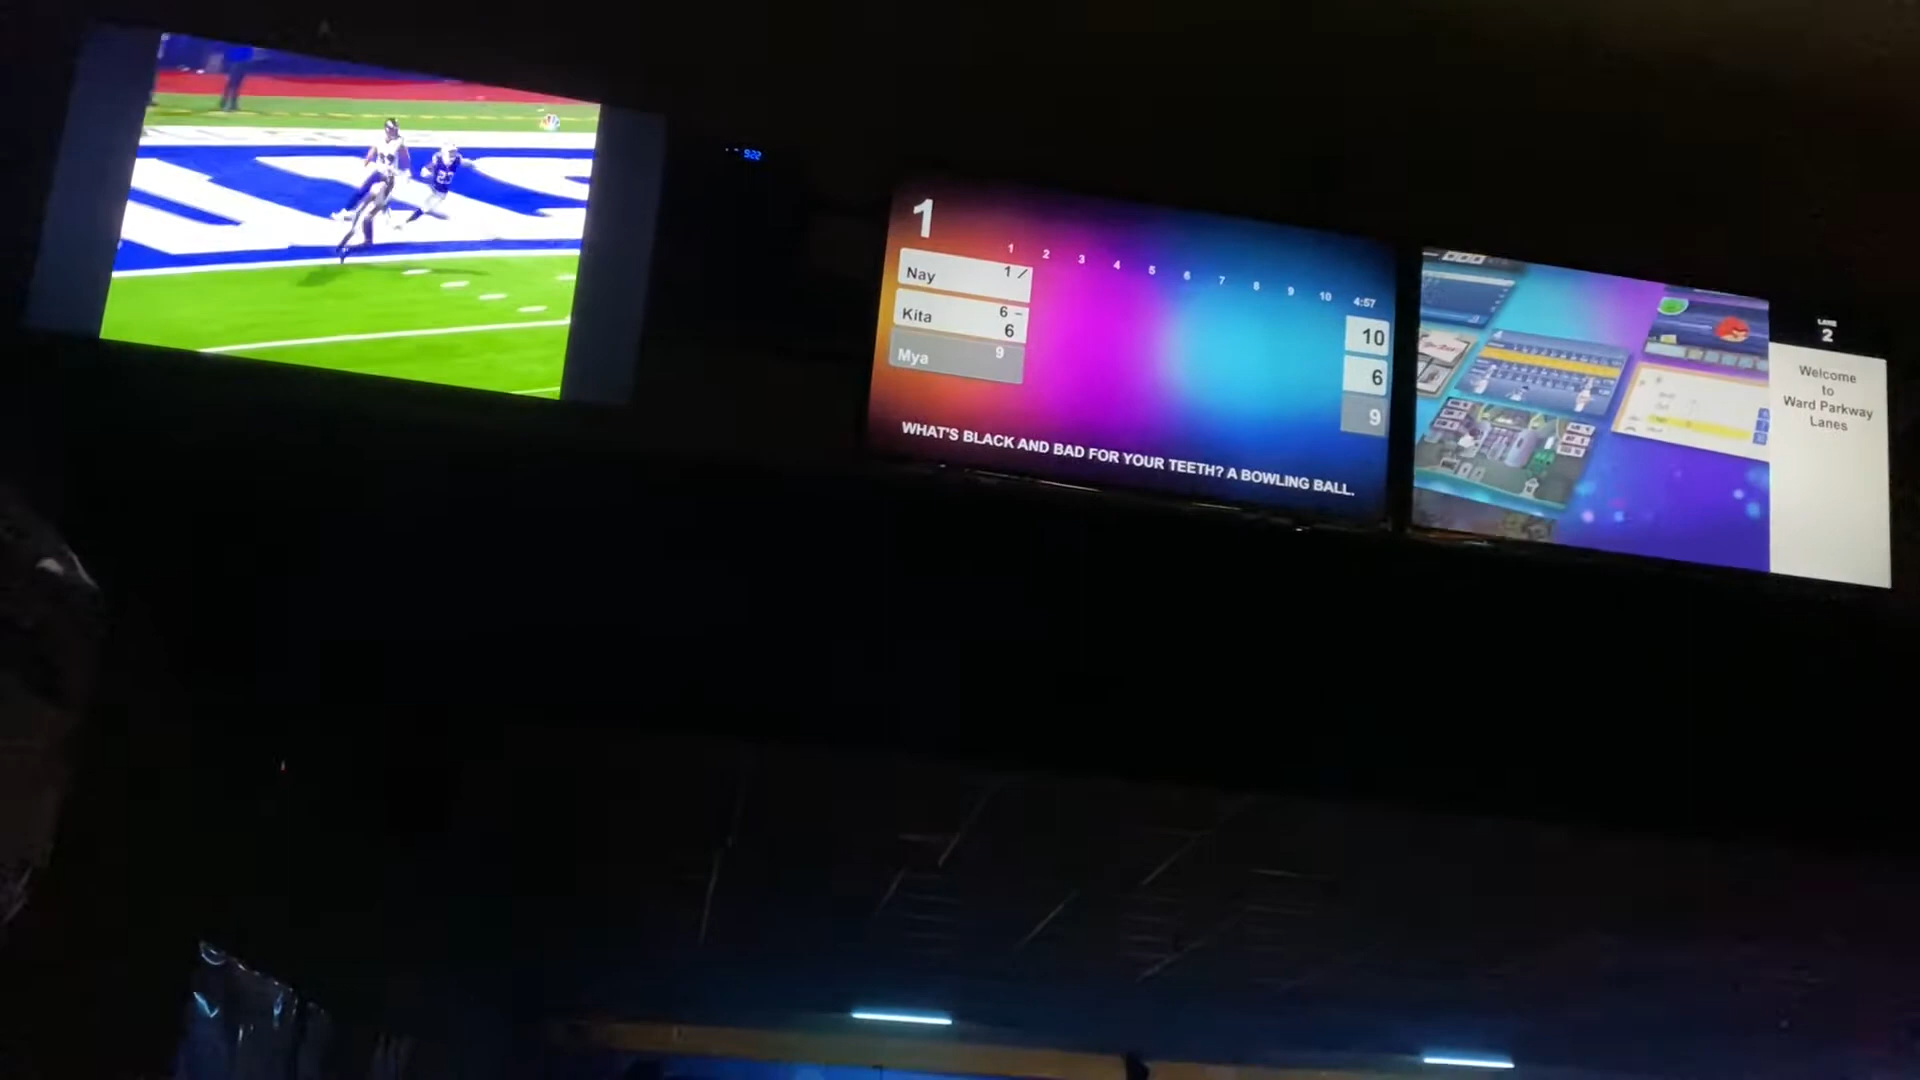 922
1
1 2 3 4 5 6 7 8 9 10 4:57
Nay 1 / 10
Kita 6 - 6 6
Mya 9 9
WHAT'S BLACK AND BAD FOR YOUR TEETH? A BOWLING BALL.
LANE
2
Welcome
to
Ward Parkway
Lanes